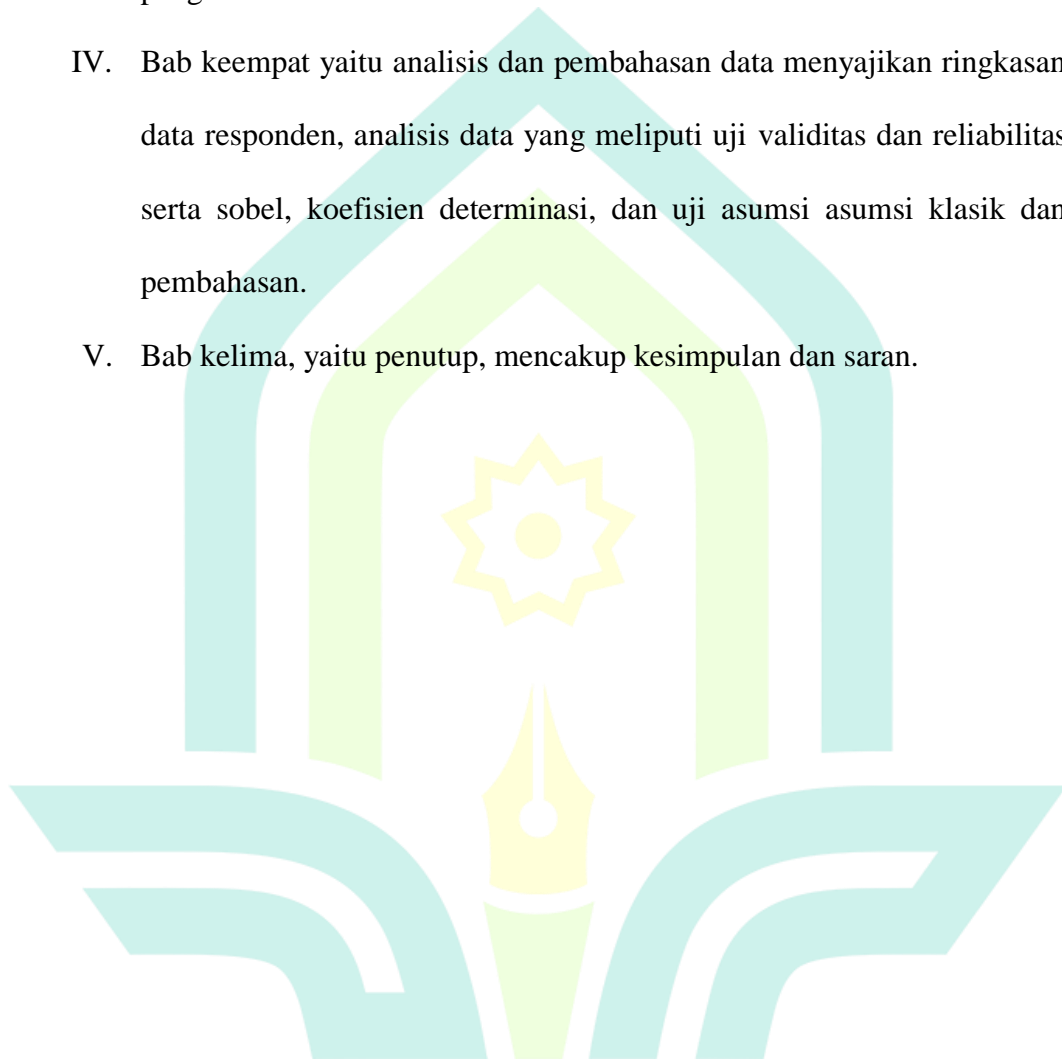 IV. Bab keempat yaitu analisis dan pembahasan data menyajikan ringkasan
data responden, analisis data yang meliputi uji validitas dan reliabilitas
serta sobel, koefisien determinasi, dan uji asumsi asumsi klasik dan
pembahasan.
V. Bab kelima, yaitu penutup, mencakup kesimpulan dan saran.